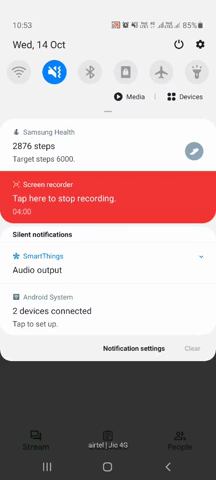 10:53
85%
Wed, 14 Oct
Media
Devices
Samsung Health
2876 steps
Target steps 6000.
Screen recorder
Tap here to stop recording.
04:00
Silent notifications
SmartThings
Audio output
Android System
2 devices connected
Tap to set up.
Notification settings
Clear
airtel | Jio 4G
Stream
People